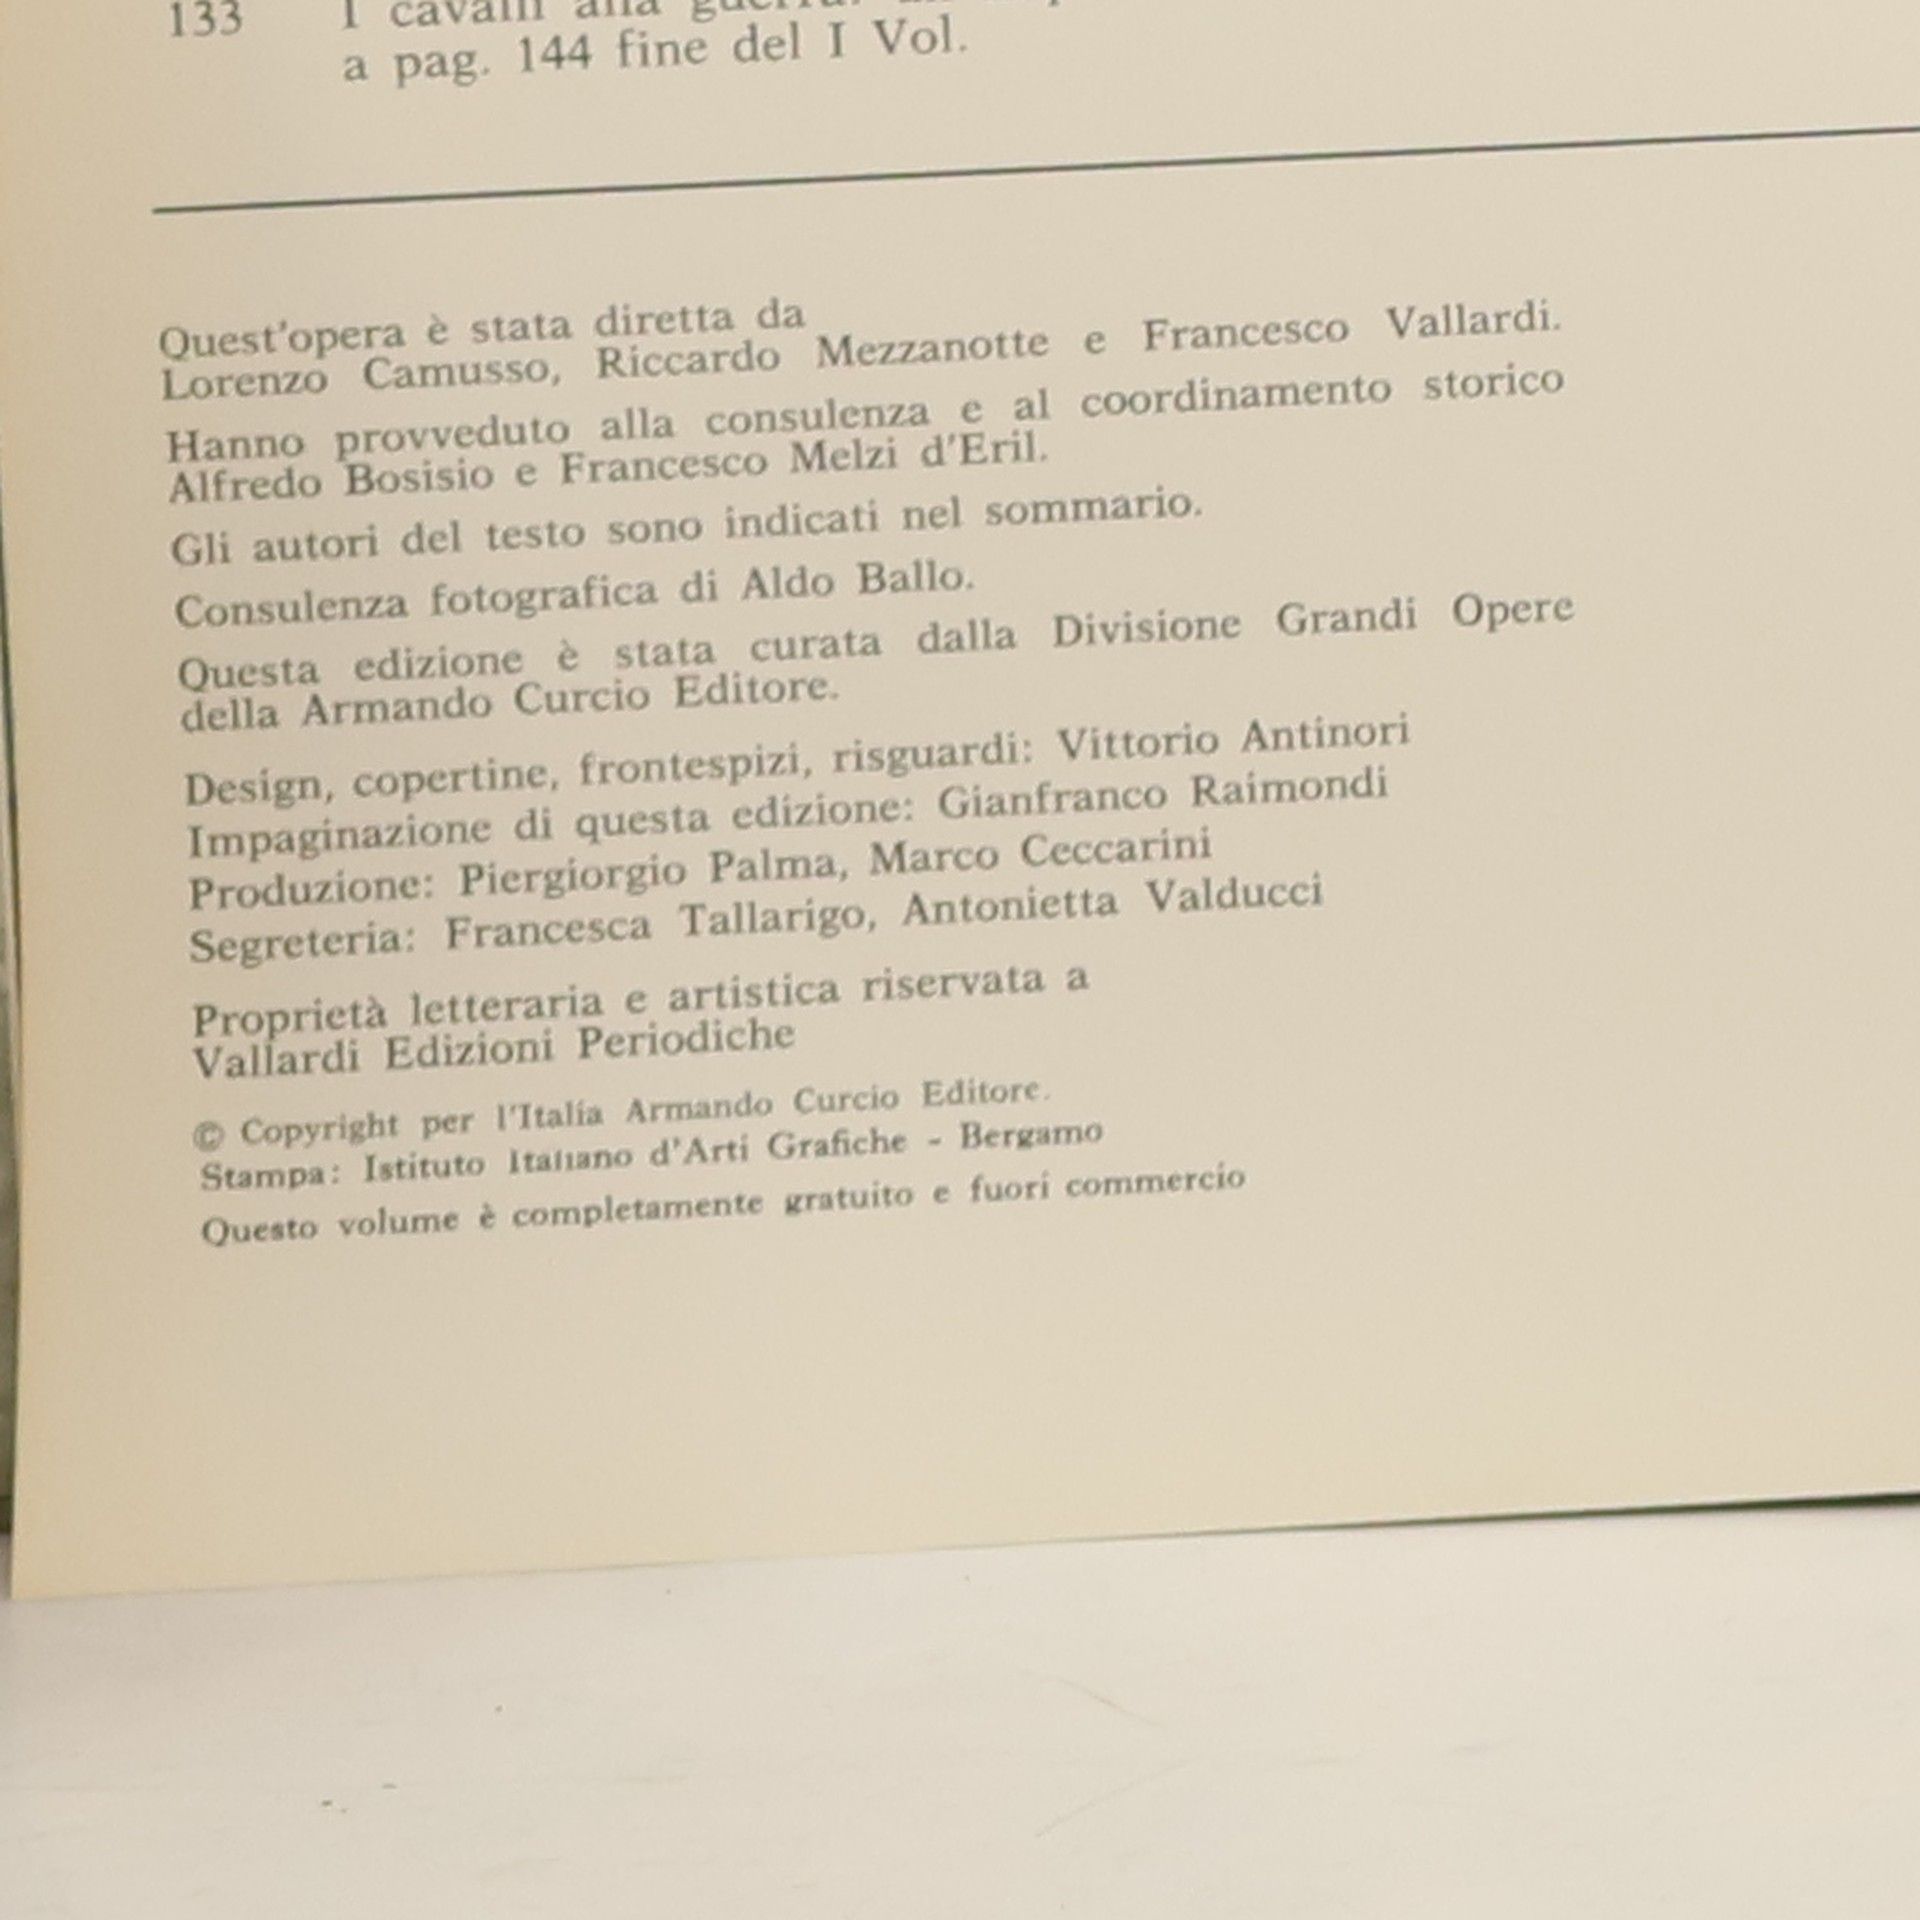 133 I cavalli alla guerra.
a pag. 144 fine del I Vol.
Quest'opera è stata diretta da
Lorenzo Camusso, Riccardo Mezzanotte e Francesco Vallardi.
Hanno provveduto alla consulenza e al coordinamento storico
Alfredo Bosisio e Francesco Melzi d'Eril.
Gli autori del testo sono indicati nel sommario.
Consulenza fotografica di Aldo Ballo.
Questa edizione è stata curata dalla Divisione Grandi Opere
della Armando Curcio Editore.
Design, copertine, frontespizi, risguardi: Vittorio Antinori
Impaginazione di questa edizione: Gianfranco Raimondi
Produzione: Piergiorgio Palma, Marco Ceccarini
Segreteria: Francesca Tallarigo, Antonietta Valducci
Proprietà letteraria e artistica riservata a
Vallardi Edizioni Periodiche
© Copyright per l'Italia Armando Curcio Editore.
Stampa: Istituto Italiano d'Arti Grafiche - Bergamo
Questo volume è completamente gratuito e fuori commercio